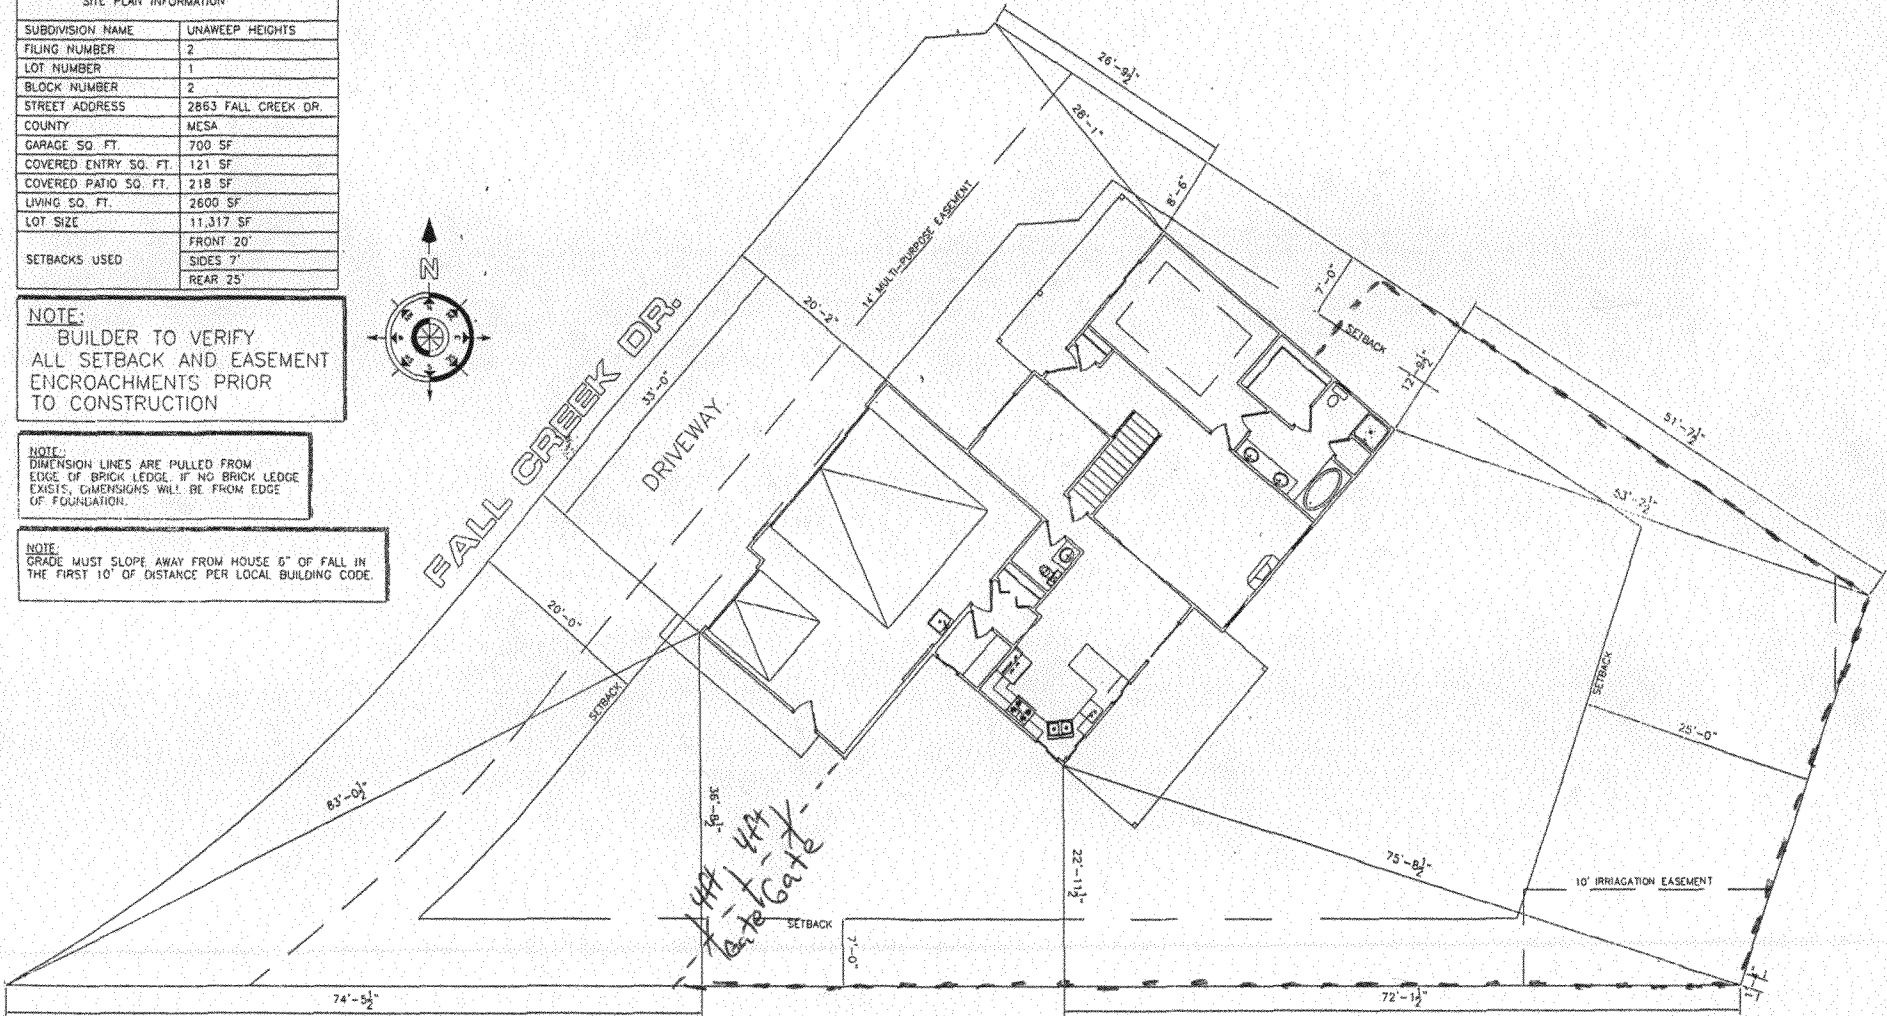 SITE PLAN INFORMATION
SUBDIVISION NAME UNAWEEP HEIGHTS
FILING NUMBER 2
LOT NUMBER 1
BLOCK NUMBER 2
STREET ADDRESS 2863 FALL CREEK DR.
COUNTY MESA
GARAGE SQ. FT. 700 SF
COVERED ENTRY SQ. FT. 121 SF
COVERED PATIO SQ. FT. 218 SF
LIVING SQ. FT. 2600 SF
LOT SIZE 11,317 SF
SETBACKS USED FRONT 20'
SIDES 7'
REAR 25'
NOTE:
BUILDER TO VERIFY
ALL SETBACK AND EASEMENT
ENCROACHMENTS PRIOR
TO CONSTRUCTION
NOTE:
DIMENSION LINES ARE PULLED FROM
EDGE OF BRICK LEDGE. IF NO BRICK LEDGE
EXISTS, DIMENSIONS WILL BE FROM EDGE
OF FOUNDATION.
NOTE:
GRADE MUST SLOPE AWAY FROM HOUSE 6" OF FALL IN
THE FIRST 10' OF DISTANCE PER LOCAL BUILDING CODE.
N
FALL CREEK DR.
DRIVEWAY
33'-0"
20'-2"
14' MULTI-PURPOSE EASEMENT
26'-9½"
28'-1"
8'-6"
7'-0"
SETBACK
12'-9½"
51'-7½"
53'-2½"
SETBACK
25'-0"
20'-0"
SETBACK
83'-0½"
36'-8½"
4ft 4ft
Gate Gate
22'-11½"
75'-8½"
10' IRRIAGATION EASEMENT
SETBACK
7'-0"
74'-5½"
72'-1½"